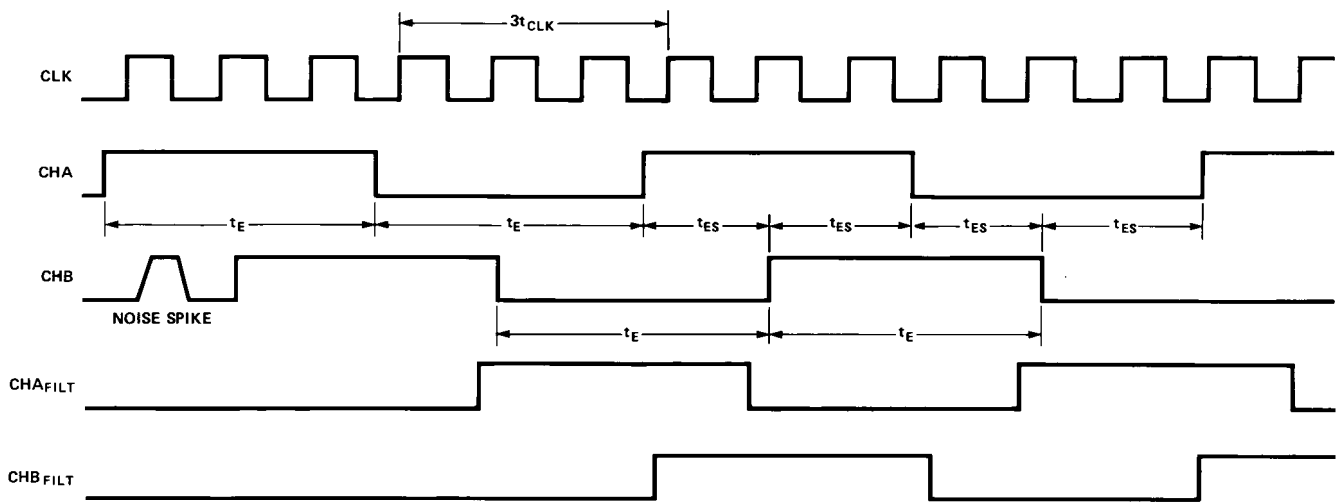 3tCLK
CLK
CHA
tE tE tES tES tES tES
CHB
NOISE SPIKE
tE tE
CHAFILT
CHBFILT